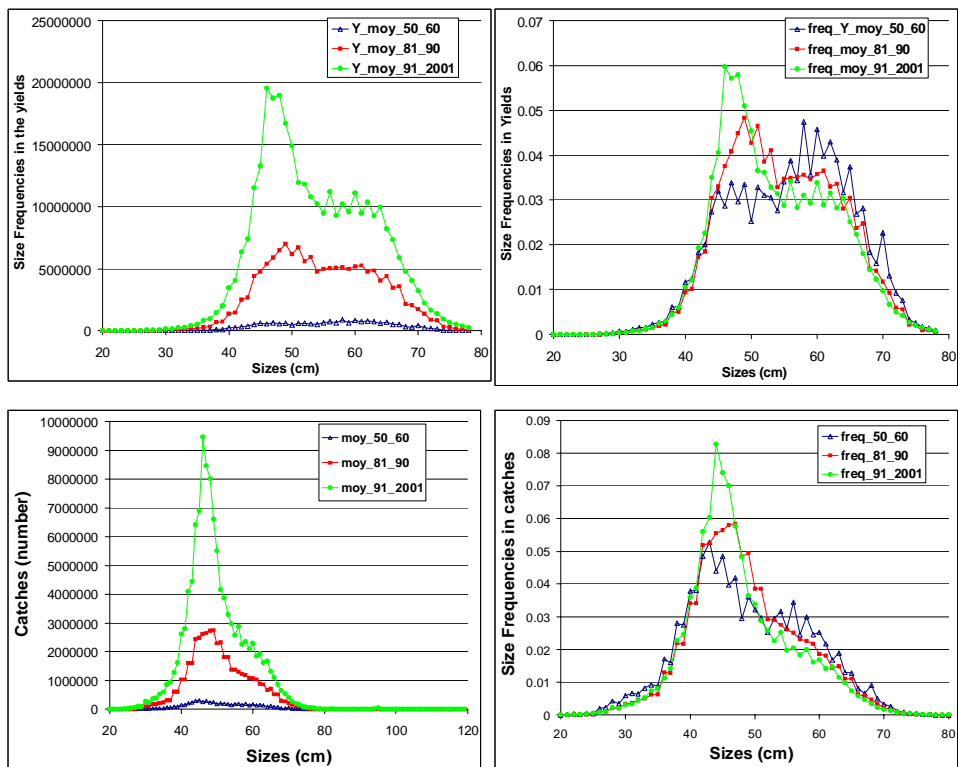 25000000
20000000
15000000
10000000
5000000
0
Size Frequencies in the yields
Y_moy_50_60
Y_moy_81_90
Y_moy_91_2001
20 30 40 50 60 70 80
Sizes (cm)
0.07
0.06
0.05
0.04
0.03
0.02
0.01
0
Size Frequencies in Yields
freq_Y_moy_50_60
freq_moy_81_90
freq_moy_91_2001
20 30 40 50 60 70 80
Sizes (cm)
10000000
9000000
8000000
7000000
6000000
5000000
4000000
3000000
2000000
1000000
0
Catches (number)
moy_50_60
moy_81_90
moy_91_2001
20 40 60 80 100 120
Sizes (cm)
0.09
0.08
0.07
0.06
0.05
0.04
0.03
0.02
0.01
0
Size Frequencies in catches
freq_50_60
freq_81_90
freq_91_2001
20 30 40 50 60 70 80
Sizes (cm)